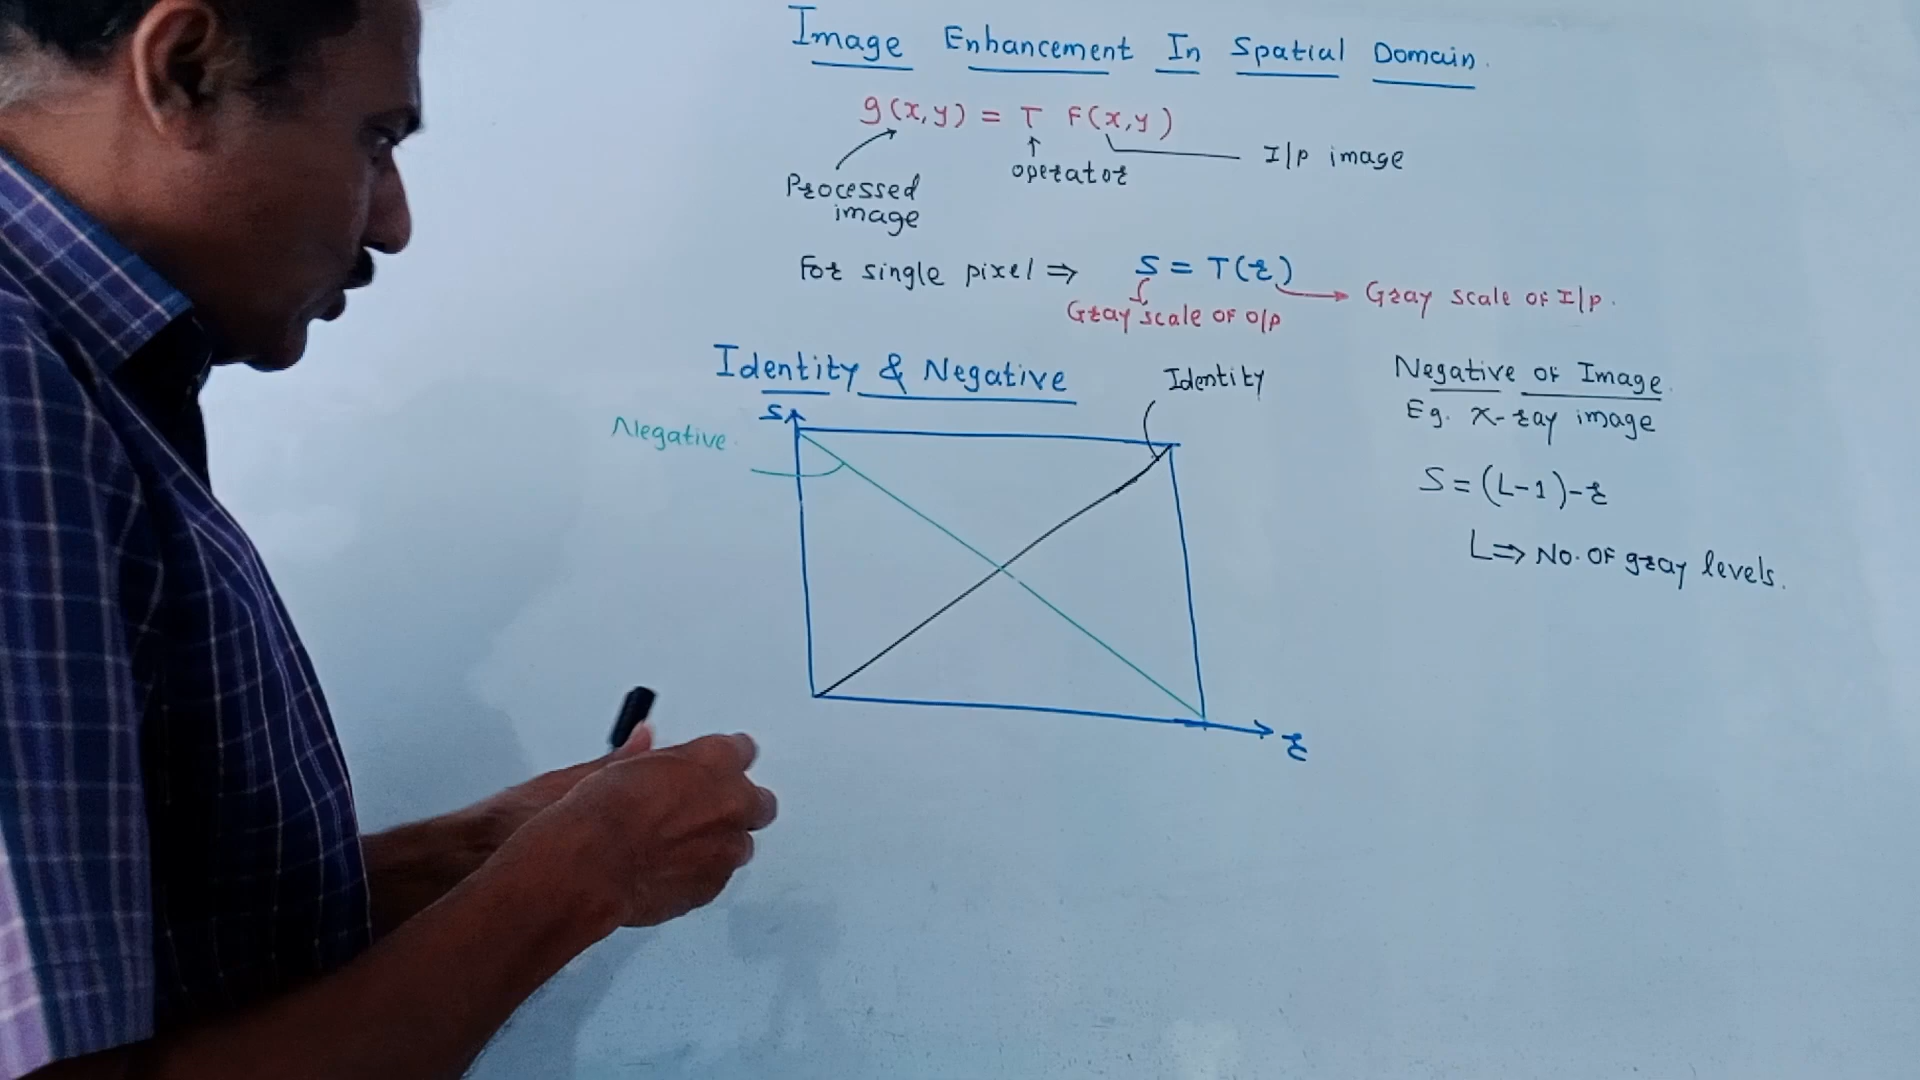 Image Enhancement In Spatial Domain.
g(x,y) = T F(x,y)
Processed image
operator
I/p image
For single pixel ⇒ S = T(r)
Gray scale of o/p
Gray scale of I/p.
Identity & Negative
Identity
Negative.
S
r
Negative of Image.
Eg. X-ray image
S = (L-1)-r
L⇒ No. of gray levels.